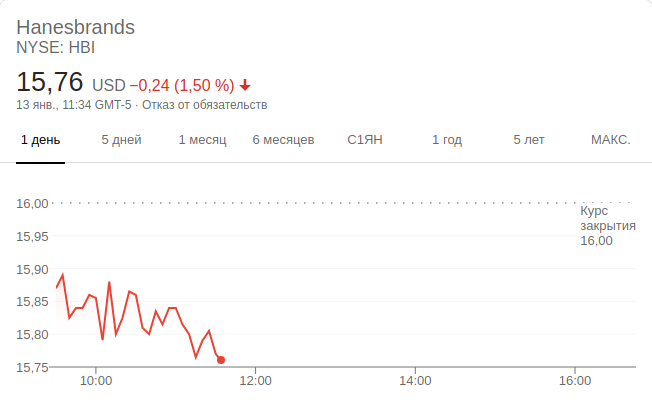 Hanesbrands
NYSE: HBI
15,76 USD −0,24 (1,50 %)
13 янв., 11:34 GMT-5 · Отказ от обязательств
1 день 5 дней 1 месяц 6 месяцев С1ЯН 1 год 5 лет МАКС.
16,00
Курс
закрытия
16,00
15,95
15,90
15,85
15,80
15,75
10:00 12:00 14:00 16:00